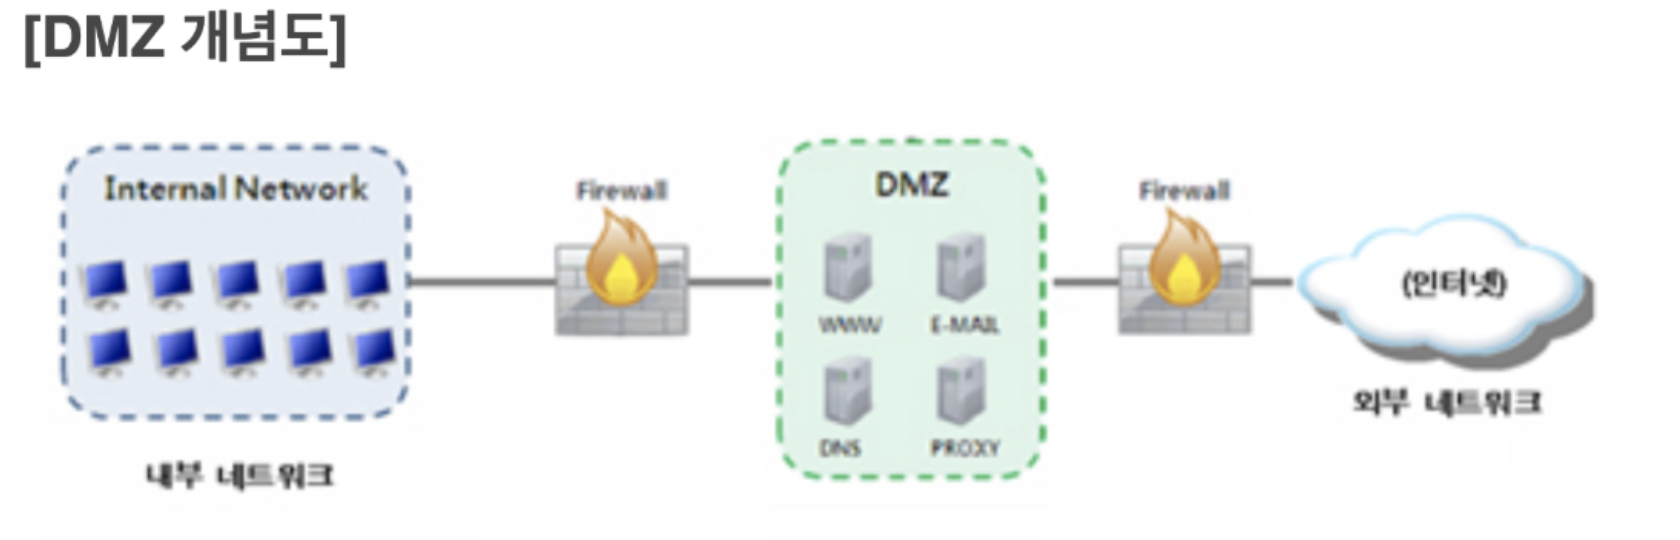 [DMZ 개념도]
Internal Network
Firewall
DMZ
Firewall
WWW
E-MAIL
DNS
PROXY
(인터넷)
외부 네트워크
내부 네트워크